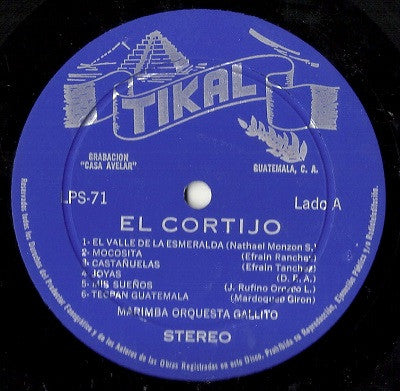 TIKAL
GRABACION
"CASA AVELAR"
GUATEMALA, C. A.
LPS-71
Lado A
EL CORTIJO
1- EL VALLE DE LA ESMERALDA (Nathael Monzon S.)
2- MOCOSITA (Efrain Ranchez)
3- CASTAÑUELAS (Efrain Tanchez)
4- JOYAS (D. R. A.)
5- MIS SUEÑOS (J. Rufino Orozco L.)
6- TECPAN GUATEMALA (Mardoqueo Giron)
MARIMBA ORQUESTA GALLITO
STEREO
Reservados todos los Derechos del Productor Fonográfico y de los Autores de las Obras Registradas en este Disco. Prohibida su Reproducción, Ejecución Pública y/o Radiodifusión.